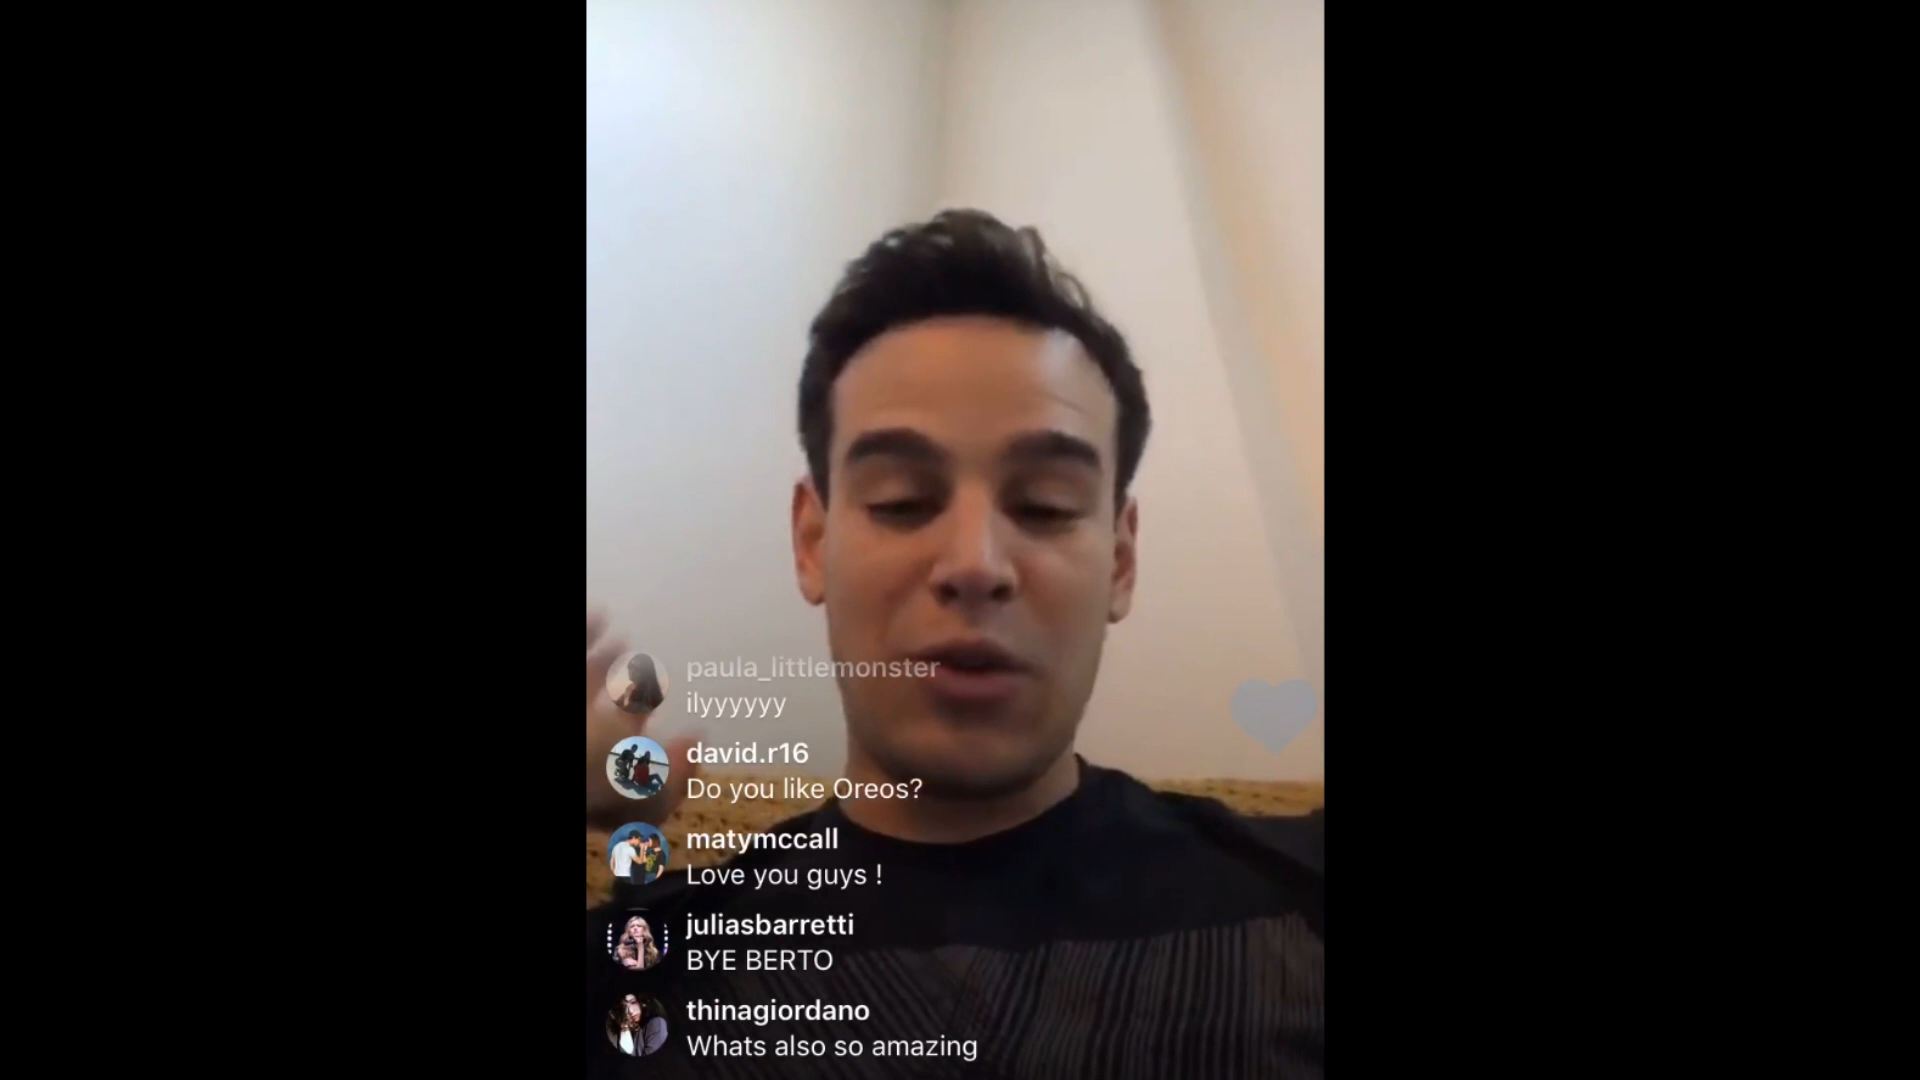 paula_littlemonster
ilyyyyyy
david.r16
Do you like Oreos?
matymccall
Love you guys !
juliasbarretti
BYE BERTO
thinagiordano
Whats also so amazing